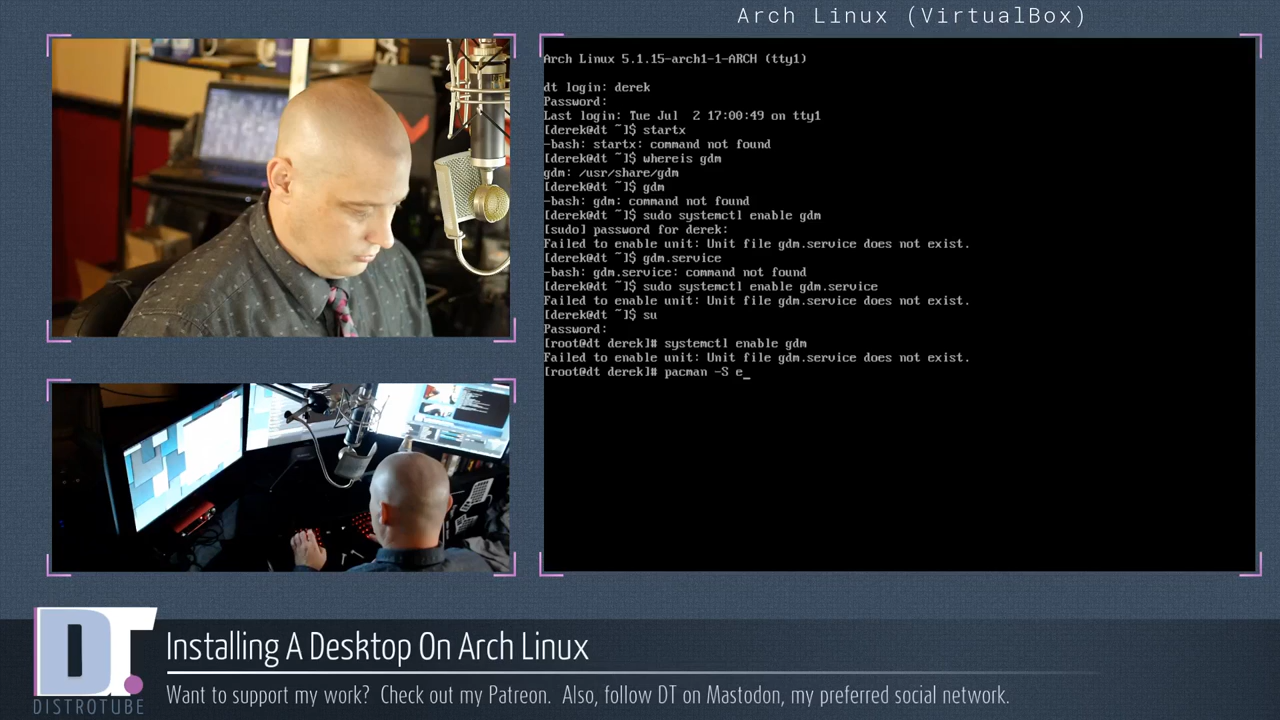 Arch Linux (VirtualBox)
Arch Linux 5.1.15-arch1-1-ARCH (tty1)
dt login: derek
Password:
Last login: Tue Jul  2 17:00:49 on tty1
[derek@dt ~]$ startx
-bash: startx: command not found
[derek@dt ~]$ whereis gdm
gdm: /usr/share/gdm
[derek@dt ~]$ gdm
-bash: gdm: command not found
[derek@dt ~]$ sudo systemctl enable gdm
[sudo] password for derek:
Failed to enable unit: Unit file gdm.service does not exist.
[derek@dt ~]$ gdm.service
-bash: gdm.service: command not found
[derek@dt ~]$ sudo systemctl enable gdm.service
Failed to enable unit: Unit file gdm.service does not exist.
[derek@dt ~]$ su
Password:
[root@dt derek]# systemctl enable gdm
Failed to enable unit: Unit file gdm.service does not exist.
[root@dt derek]# pacman -S e_
DT
DISTROTUBE
Installing A Desktop On Arch Linux
Want to support my work?  Check out my Patreon.  Also, follow DT on Mastodon, my preferred social network.